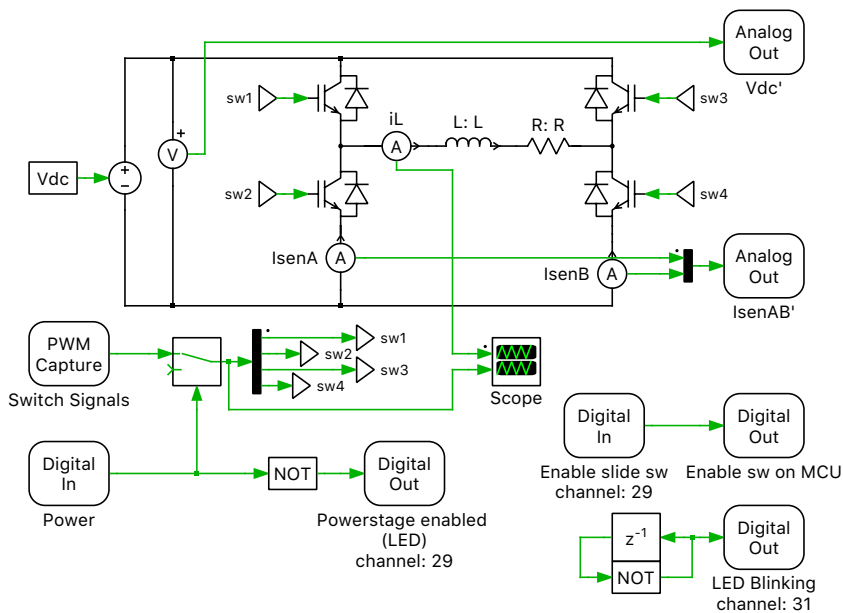 Analog
Out
Vdc'
sw1
sw3
iL
L: L
R: R
A
V
+
+
−
Vdc
sw2
sw4
IsenA
A
IsenB
A
Analog
Out
IsenAB'
PWM
Capture
Switch Signals
sw1
sw2
sw3
sw4
Scope
Digital
In
Power
NOT
Digital
Out
Powerstage enabled
(LED)
channel: 29
Digital
In
Enable slide sw
channel: 29
Digital
Out
Enable sw on MCU
z-1
NOT
Digital
Out
LED Blinking
channel: 31